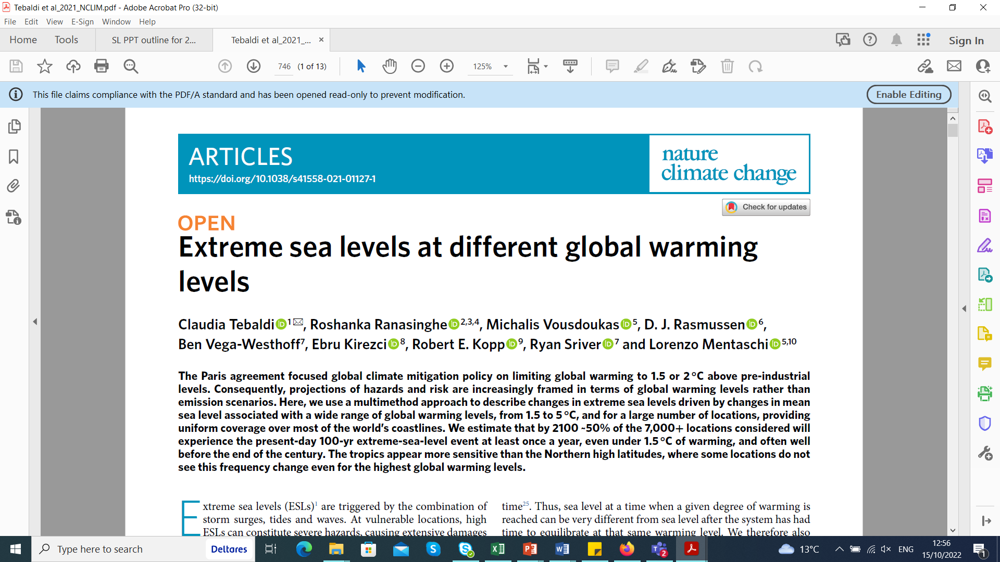 Tebaldi et al_2021_NCLIM.pdf - Adobe Acrobat Pro (32-bit)
File Edit View E-Sign Window Help
Home Tools SL PPT outline for 2... Tebaldi et al_2021_... × Sign In
746 (1 of 13) 125%
This file claims compliance with the PDF/A standard and has been opened read-only to prevent modification. Enable Editing
ARTICLES
https://doi.org/10.1038/s41558-021-01127-1
nature
climate change
Check for updates
OPEN
Extreme sea levels at different global warming
levels
Claudia Tebaldi iD 1 ✉, Roshanka Ranasinghe iD 2,3,4, Michalis Vousdoukas iD 5, D. J. Rasmussen iD 6,
Ben Vega-Westhoff7, Ebru Kirezci iD 8, Robert E. Kopp iD 9, Ryan Sriver iD 7 and Lorenzo Mentaschi iD 5,10
The Paris agreement focused global climate mitigation policy on limiting global warming to 1.5 or 2 °C above pre-industrial
levels. Consequently, projections of hazards and risk are increasingly framed in terms of global warming levels rather than
emission scenarios. Here, we use a multimethod approach to describe changes in extreme sea levels driven by changes in mean
sea level associated with a wide range of global warming levels, from 1.5 to 5 °C, and for a large number of locations, providing
uniform coverage over most of the world's coastlines. We estimate that by 2100 ~50% of the 7,000+ locations considered will
experience the present-day 100-yr extreme-sea-level event at least once a year, even under 1.5 °C of warming, and often well
before the end of the century. The tropics appear more sensitive than the Northern high latitudes, where some locations do not
see this frequency change even for the highest global warming levels.
Extreme sea levels (ESLs)1 are triggered by the combination of
storm surges, tides and waves. At vulnerable locations, high
ESLs can constitute severe hazards, causing extensive damages
time25. Thus, sea level at a time when a given degree of warming is
reached can be very different from sea level after the system has had
time to equilibrate at that same warming level. We therefore also
Type here to search Deltares 2 13°C ENG 12:56
15/10/2022 1